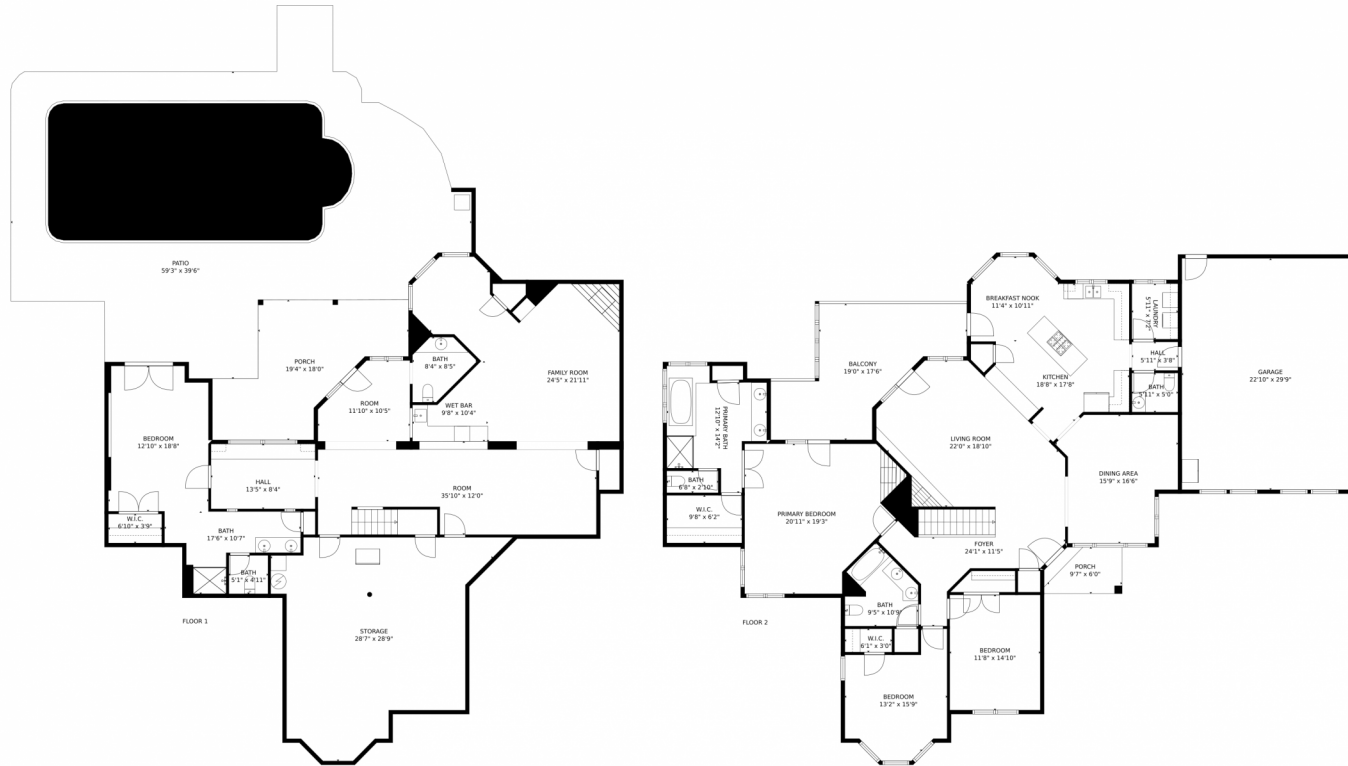 PATIO
59'3" x 39'6"
PORCH
19'4" x 18'0"
BATH
8'4" x 8'5"
FAMILY ROOM
24'5" x 21'11"
ROOM
11'10" x 10'5"
WET BAR
9'8" x 10'4"
BEDROOM
12'10" x 18'8"
HALL
13'5" x 8'4"
ROOM
35'10" x 12'0"
W.I.C.
6'10" x 3'9"
BATH
17'6" x 10'7"
BATH
5'1" x 4'11"
FLOOR 1
STORAGE
28'7" x 28'9"
BREAKFAST NOOK
11'4" x 10'11"
LAUNDRY
5'11" x 7'2"
HALL
5'11" x 3'8"
BALCONY
19'0" x 17'6"
KITCHEN
18'8" x 17'8"
BATH
5'11" x 5'0"
GARAGE
22'10" x 29'9"
PRIMARY BATH
12'10" x 14'2"
LIVING ROOM
22'0" x 18'10"
DINING AREA
15'9" x 16'6"
BATH
6'8" x 2'10"
W.I.C.
9'8" x 6'2"
PRIMARY BEDROOM
20'11" x 19'3"
FOYER
24'1" x 11'5"
PORCH
9'7" x 6'0"
BATH
9'5" x 10'9"
FLOOR 2
W.I.C.
6'1" x 3'0"
BEDROOM
11'8" x 14'10"
BEDROOM
13'2" x 15'9"